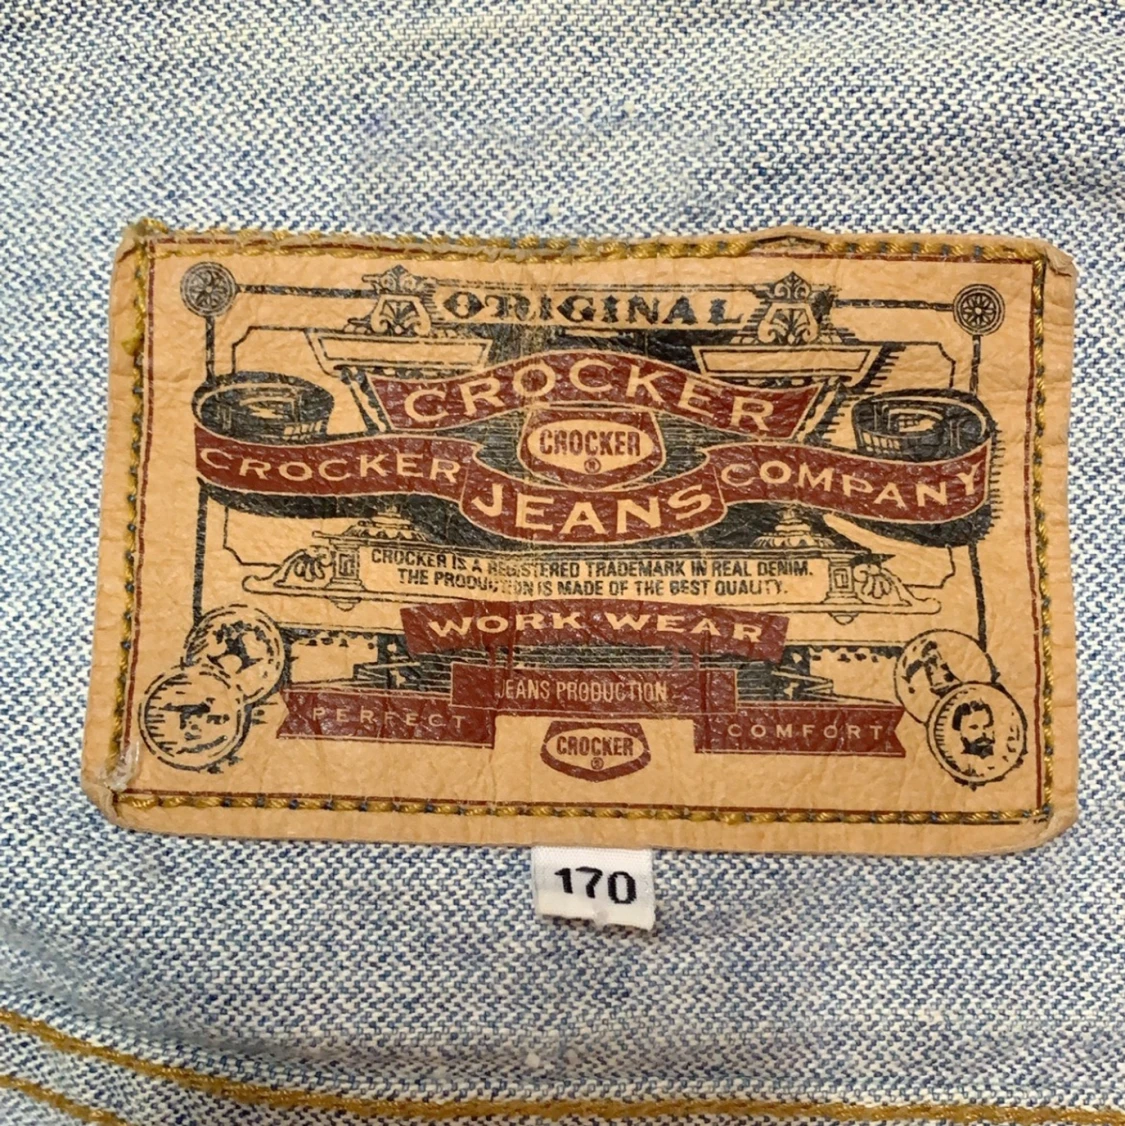 ORIGINAL
CROCKER
CROCKER
®
CROCKER JEANS COMPANY
CROCKER IS A REGISTERED TRADEMARK IN REAL DENIM.
THE PRODUCTION IS MADE OF THE BEST QUALITY.
WORK WEAR
JEANS PRODUCTION
PERFECT COMFORT
CROCKER
®
170